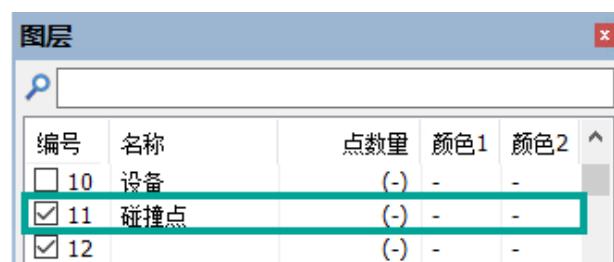 图层
编号 名称 点数量 颜色1 颜色2
10 设备 (-) - -
11 碰撞点 (-) - -
12 (-) - -